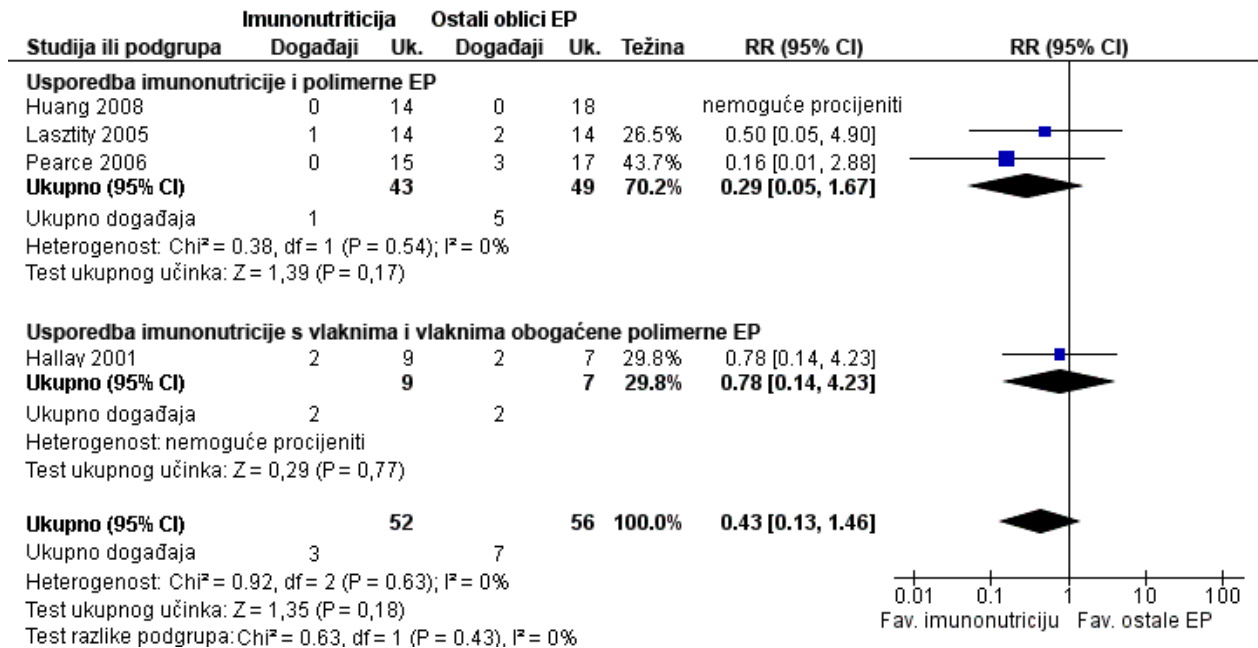 Imunonutriticija Ostali oblici EP
Studija ili podgrupa Događaji Uk. Događaji Uk. Težina RR (95% CI) RR (95% CI)
Usporedba imunonutricije i polimerne EP
Huang 2008 0 14 0 18 nemoguće procijeniti
Lasztity 2005 1 14 2 14 26.5% 0.50 [0.05, 4.90]
Pearce 2006 0 15 3 17 43.7% 0.16 [0.01, 2.88]
Ukupno (95% CI) 43 49 70.2% 0.29 [0.05, 1.67]
Ukupno događaja 1 5
Heterogenost: Chi² = 0.38, df = 1 (P = 0.54); I² = 0%
Test ukupnog učinka: Z = 1,39 (P = 0,17)
Usporedba imunonutricije s vlaknima i vlaknima obogaćene polimerne EP
Hallay 2001 2 9 2 7 29.8% 0.78 [0.14, 4.23]
Ukupno (95% CI) 9 7 29.8% 0.78 [0.14, 4.23]
Ukupno događaja 2 2
Heterogenost: nemoguće procijeniti
Test ukupnog učinka: Z = 0,29 (P = 0,77)
Ukupno (95% CI) 52 56 100.0% 0.43 [0.13, 1.46]
Ukupno događaja 3 7
Heterogenost: Chi² = 0.92, df = 2 (P = 0.63); I² = 0%
Test ukupnog učinka: Z = 1,35 (P = 0,18)
Test razlike podgrupa: Chi² = 0.63, df = 1 (P = 0.43), I² = 0%
0.01 0.1 1 10 100
Fav. imunonutriciju Fav. ostale EP